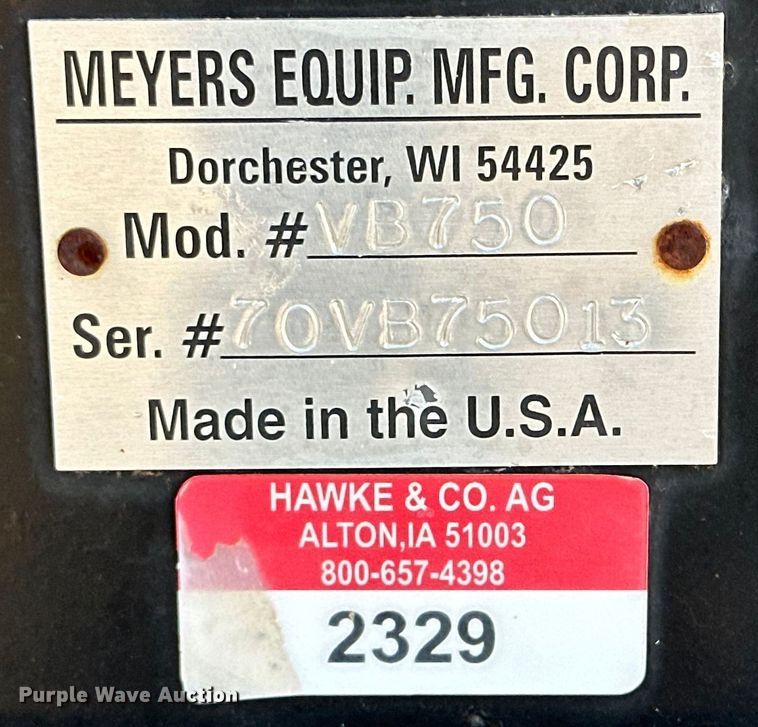 MEYERS EQUIP. MFG. CORP.
Dorchester, WI 54425
Mod. # VB750
Ser. # 70VB75013
Made in the U.S.A.
HAWKE & CO. AG
ALTON,IA 51003
800-657-4398
2329
Purple Wave Auction